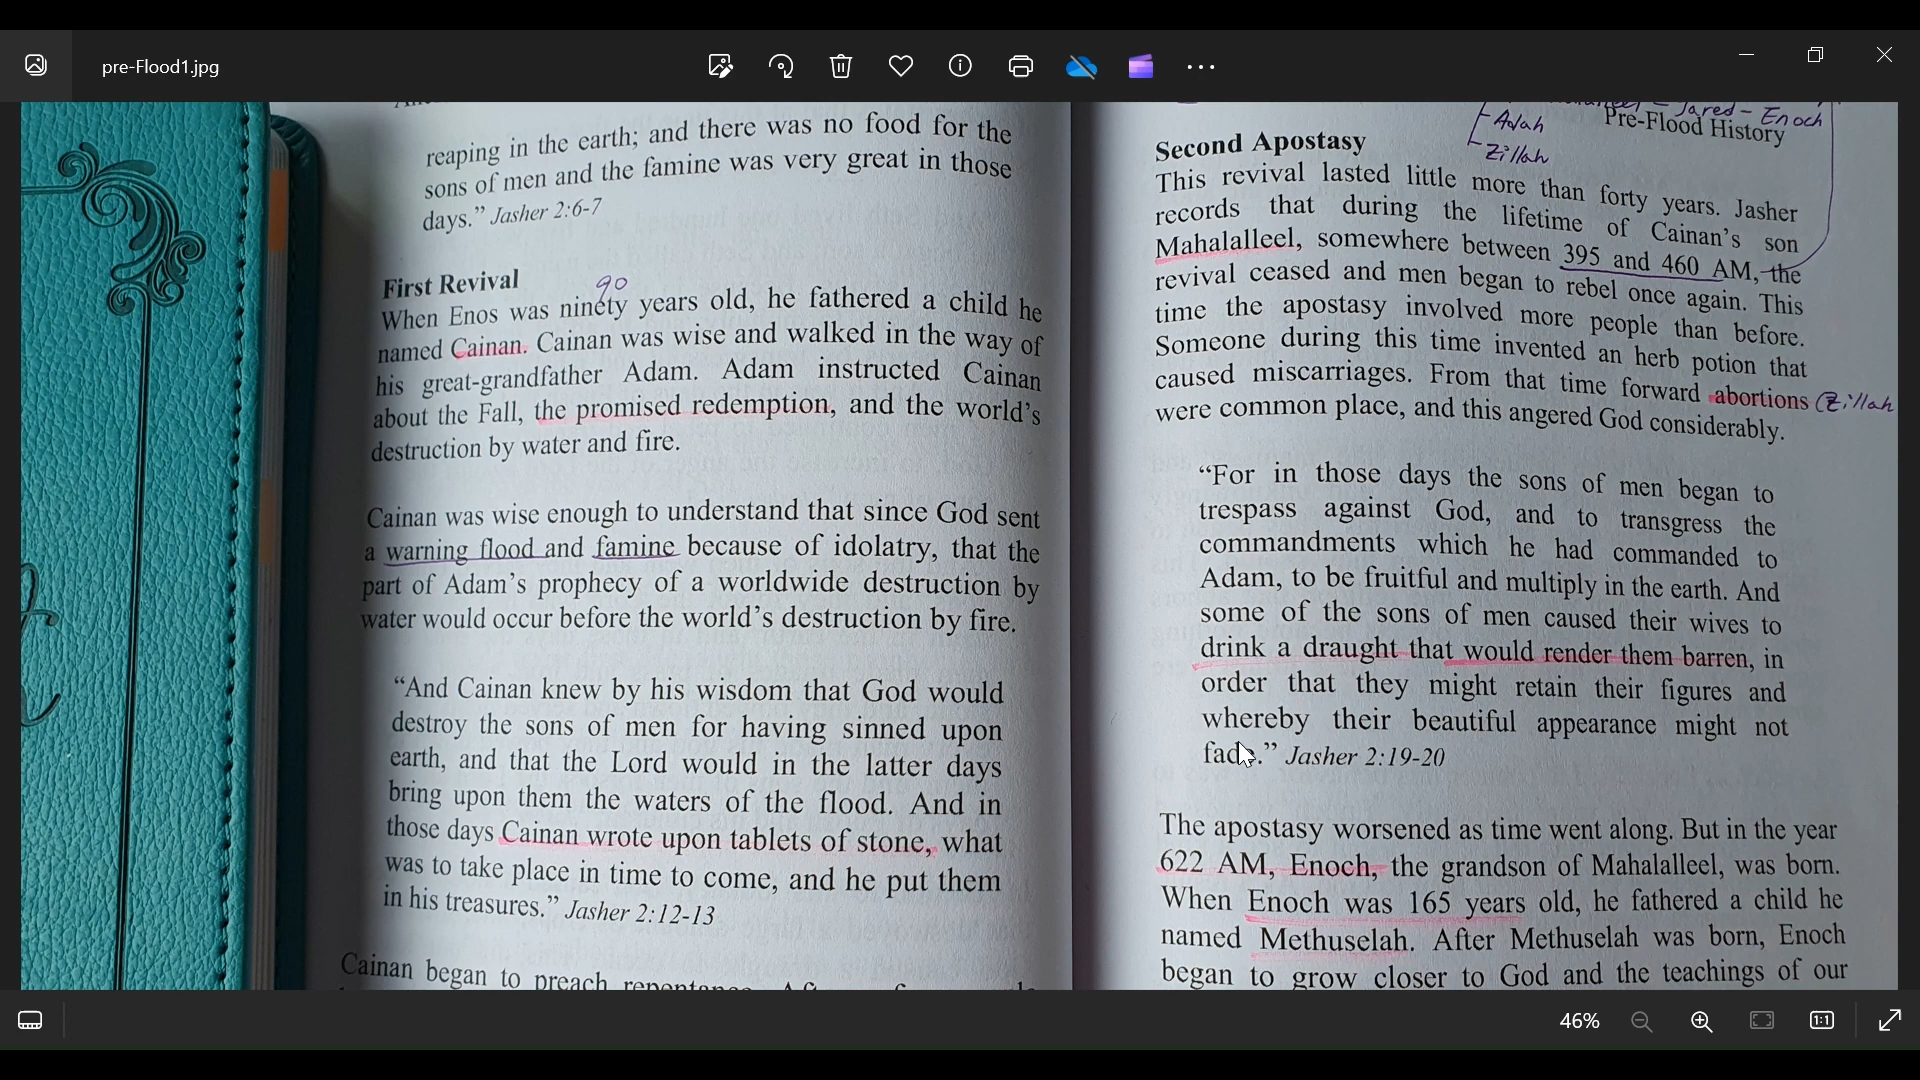 pre-Flood1.jpg
reaping in the earth; and there was no food for the
sons of men and the famine was very great in those
days.” Jasher 2:6-7
First Revival
90
When Enos was ninety years old, he fathered a child he
named Cainan. Cainan was wise and walked in the way of
his great-grandfather Adam. Adam instructed Cainan
about the Fall, the promised redemption, and the world’s
destruction by water and fire.
Cainan was wise enough to understand that since God sent
a warning flood and famine because of idolatry, that the
part of Adam’s prophecy of a worldwide destruction by
water would occur before the world’s destruction by fire.
“And Cainan knew by his wisdom that God would
destroy the sons of men for having sinned upon
earth, and that the Lord would in the latter days
bring upon them the waters of the flood. And in
those days Cainan wrote upon tablets of stone, what
was to take place in time to come, and he put them
in his treasures.” Jasher 2:12-13
Cainan began to preach repentance.
Jared - Enoch
Adah
Zillah
Pre-Flood History
Second Apostasy
This revival lasted little more than forty years. Jasher
records that during the lifetime of Cainan’s son
Mahalalleel, somewhere between 395 and 460 AM, the
revival ceased and men began to rebel once again. This
time the apostasy involved more people than before.
Someone during this time invented an herb potion that
caused miscarriages. From that time forward abortions (Zillah
were common place, and this angered God considerably.
“For in those days the sons of men began to
trespass against God, and to transgress the
commandments which he had commanded to
Adam, to be fruitful and multiply in the earth. And
some of the sons of men caused their wives to
drink a draught that would render them barren, in
order that they might retain their figures and
whereby their beautiful appearance might not
fade.” Jasher 2:19-20
The apostasy worsened as time went along. But in the year
622 AM, Enoch, the grandson of Mahalalleel, was born.
When Enoch was 165 years old, he fathered a child he
named Methuselah. After Methuselah was born, Enoch
began to grow closer to God and the teachings of our
46%
1:1